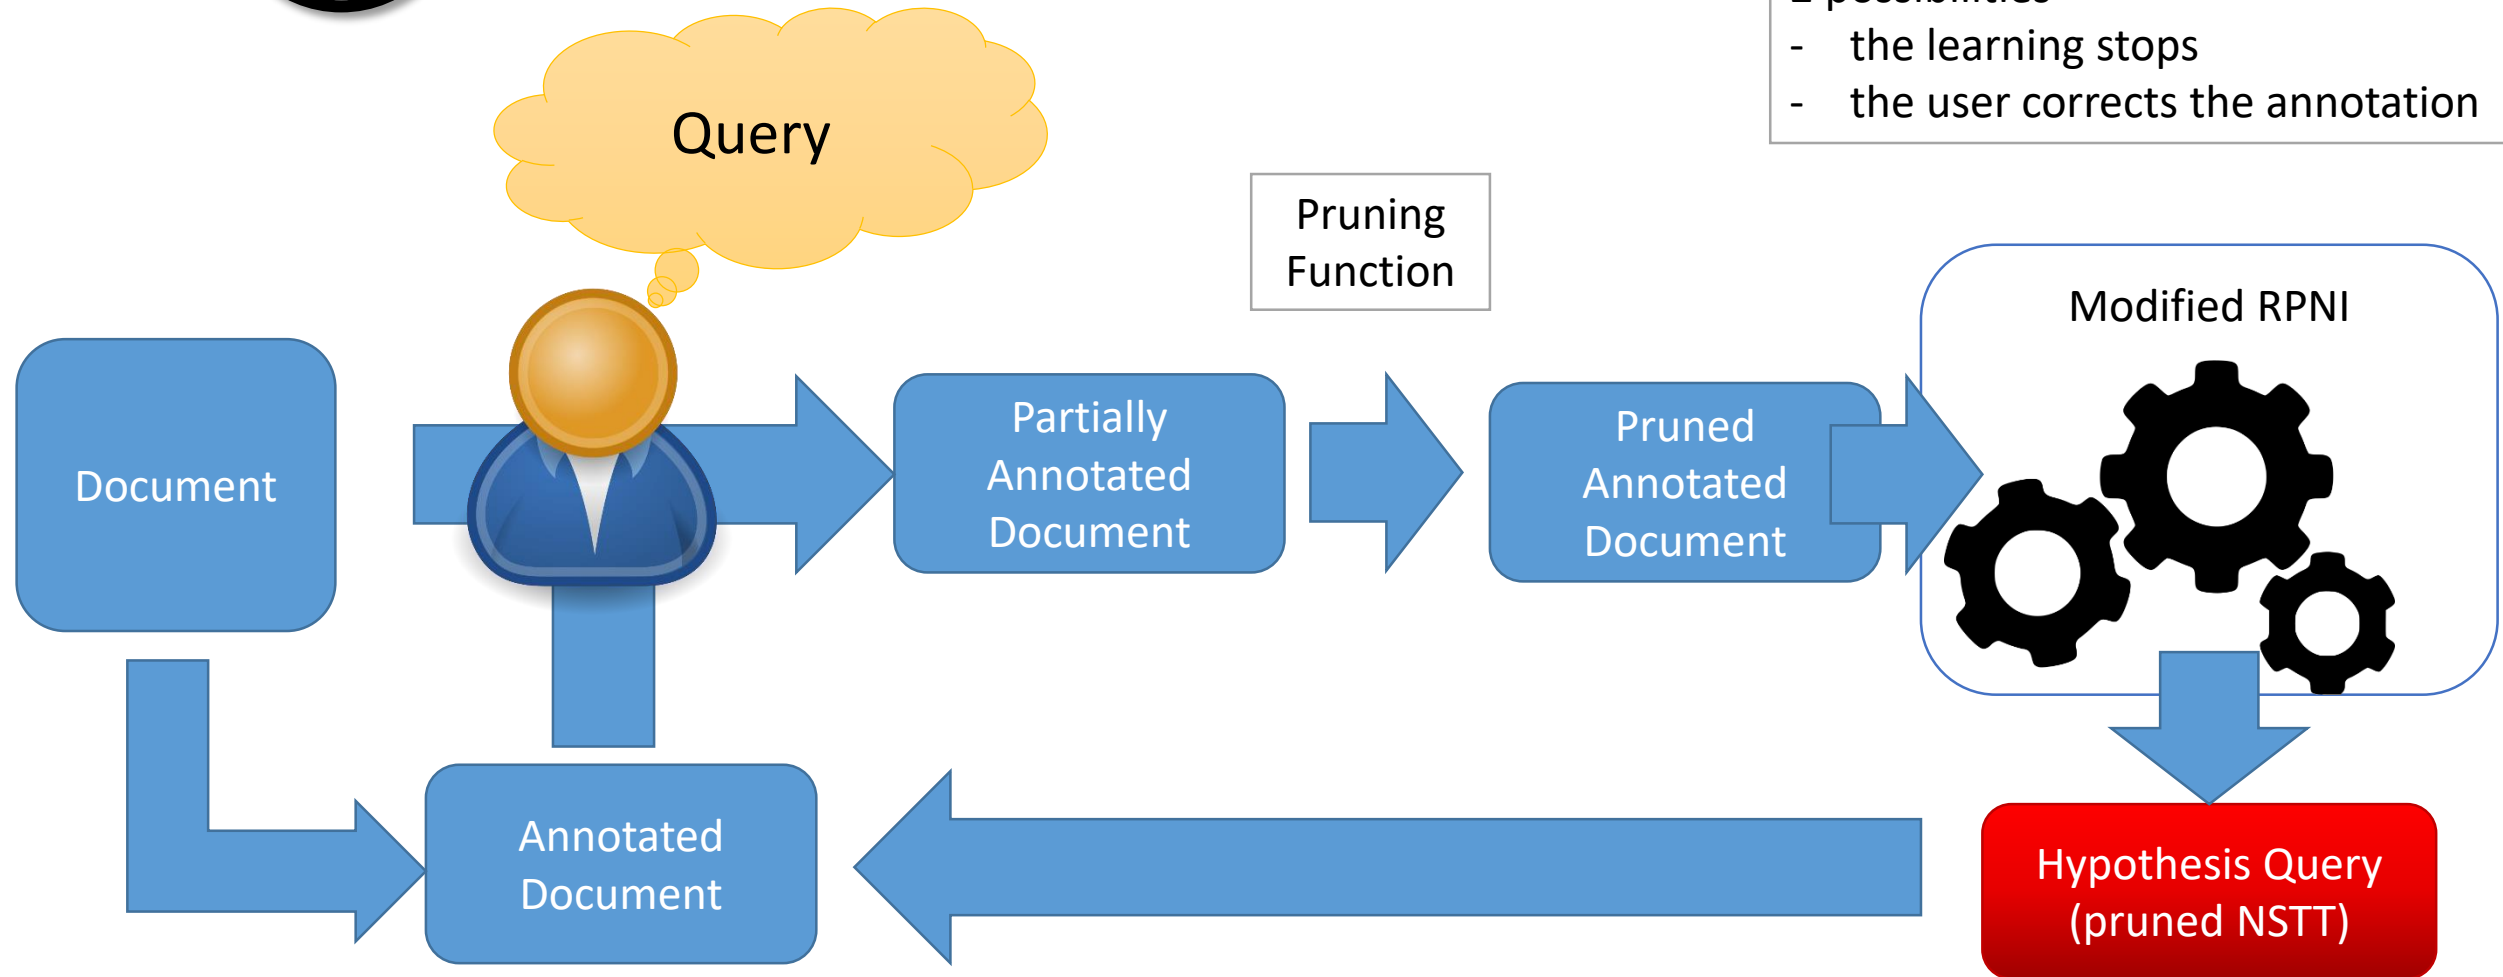 possibilities
- the learning stops
- the user corrects the annotation
Query
Pruning
Function
Modified RPNI
Document
Partially
Annotated
Document
Pruned
Annotated
Document
Annotated
Document
Hypothesis Query
(pruned NSTT)